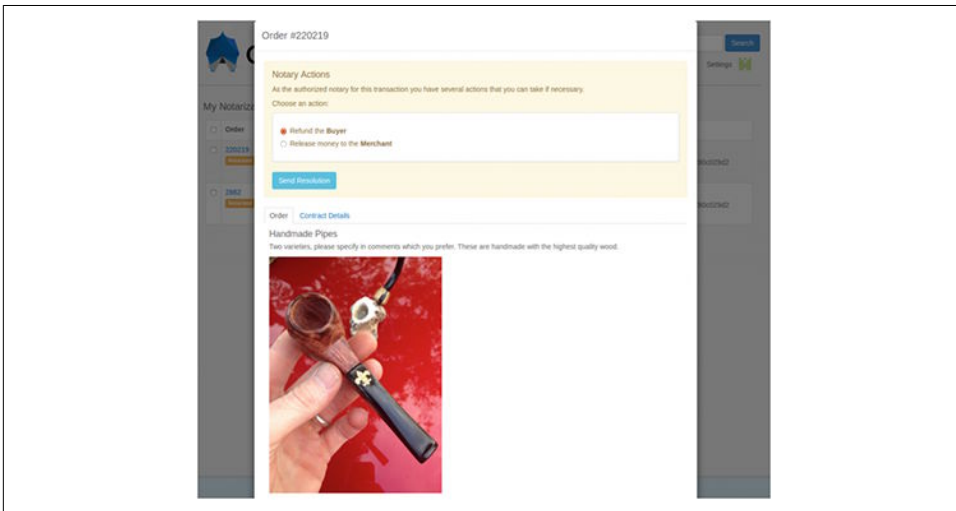 Order #220219
Search
Settings
Notary Actions
As the authorized notary for this transaction you have several actions that you can take if necessary.
Choose an action:
My Notariza
Order
Refund the Buyer
Release money to the Merchant
220219
Send Resolution
2662
Order Contract Details
Handmade Pipes
Two varieties, please specify in comments which you prefer. These are handmade with the highest quality wood.